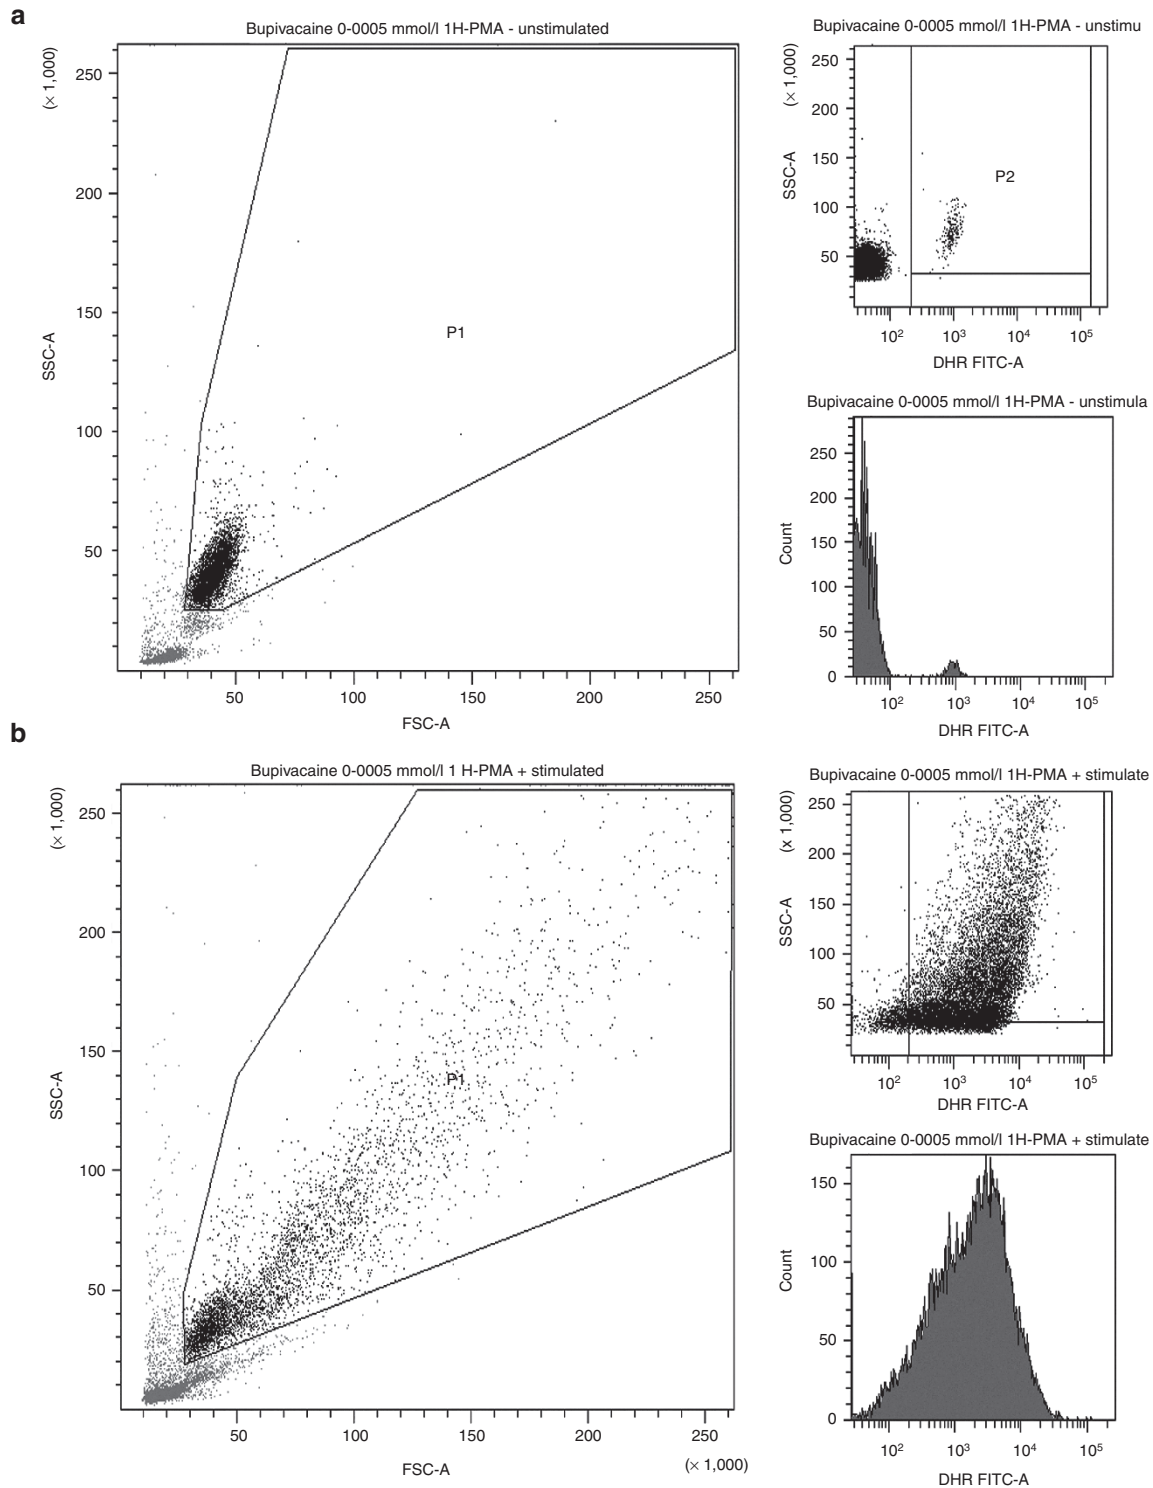 a
Bupivacaine 0-0005 mmol/l 1H-PMA - unstimulated
(× 1,000)
250
200
150
100
50
SSC-A
P1
50 100 150 200 250
FSC-A
Bupivacaine 0-0005 mmol/l 1H-PMA - unstimu
(× 1,000)
250
200
150
100
50
SSC-A
P2
10² 10³ 10⁴ 10⁵
DHR FITC-A
Bupivacaine 0-0005 mmol/l 1H-PMA - unstimula
250
200
150
100
50
0
Count
10² 10³ 10⁴ 10⁵
DHR FITC-A
b
Bupivacaine 0-0005 mmol/l 1 H-PMA + stimulated
(× 1,000)
250
200
150
100
50
SSC-A
P1
50 100 150 200 250
FSC-A
(× 1,000)
Bupivacaine 0-0005 mmol/l 1H-PMA + stimulate
(x 1,000)
250
200
150
100
50
SSC-A
10² 10³ 10⁴ 10⁵
DHR FITC-A
Bupivacaine 0-0005 mmol/l 1H-PMA + stimulate
150
100
50
0
Count
10² 10³ 10⁴ 10⁵
DHR FITC-A